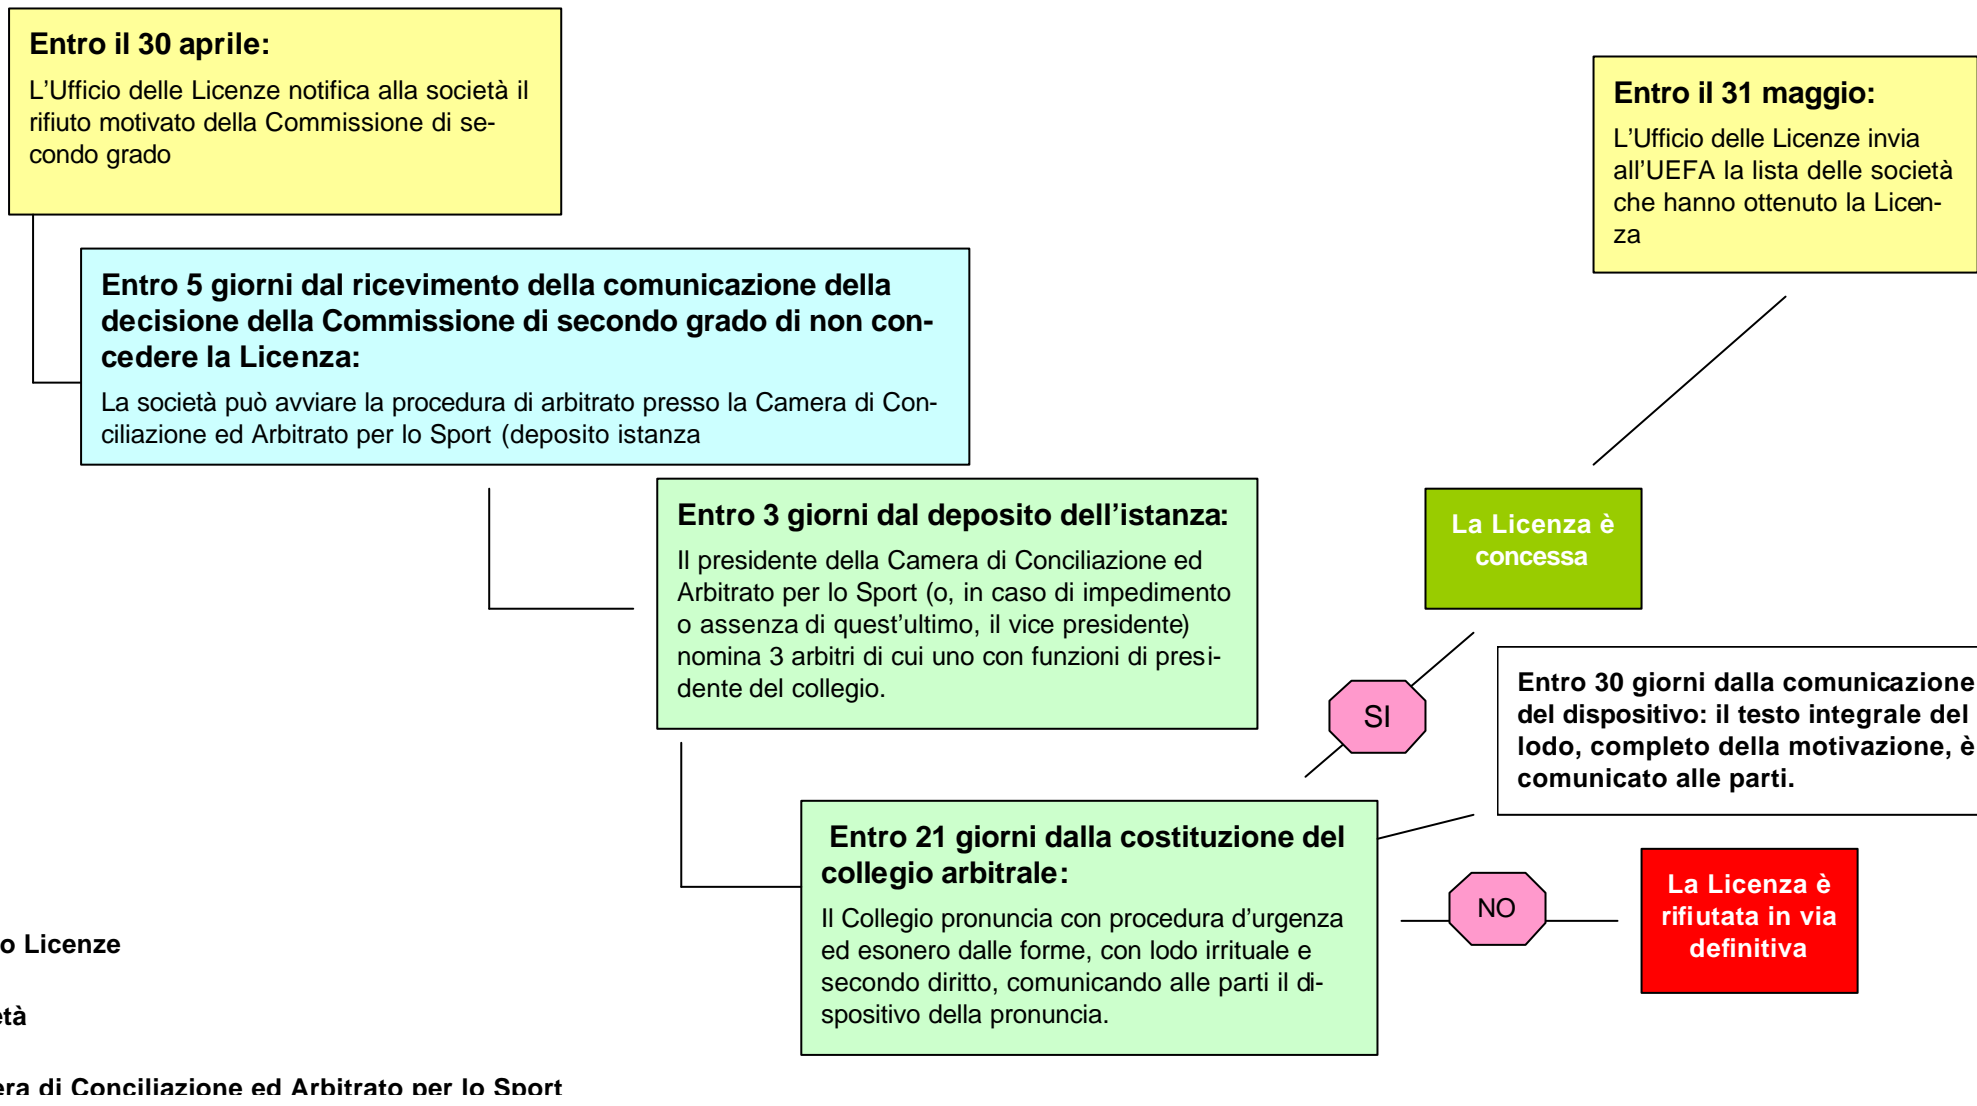 Entro il 30 aprile:
L'Ufficio delle Licenze notifica alla società il
rifiuto motivato della Commissione di se-
condo grado
Entro il 31 maggio:
L'Ufficio delle Licenze invia
all'UEFA la lista delle società
che hanno ottenuto la Licen-
za
Entro 5 giorni dal ricevimento della comunicazione della
decisione della Commissione di secondo grado di non con-
cedere la Licenza:
La società può avviare la procedura di arbitrato presso la Camera di Con-
ciliazione ed Arbitrato per lo Sport (deposito istanza
Entro 3 giorni dal deposito dell'istanza:
Il presidente della Camera di Conciliazione ed
Arbitrato per lo Sport (o, in caso di impedimento
o assenza di quest'ultimo, il vice presidente)
nomina 3 arbitri di cui uno con funzioni di presi-
dente del collegio.
La Licenza è
concessa
SI
Entro 30 giorni dalla comunicazione
del dispositivo: il testo integrale del
lodo, completo della motivazione, è
comunicato alle parti.
Entro 21 giorni dalla costituzione del
collegio arbitrale:
Il Collegio pronuncia con procedura d'urgenza
ed esonero dalle forme, con lodo irrituale e
secondo diritto, comunicando alle parti il di-
spositivo della pronuncia.
NO
La Licenza è
rifiutata in via
definitiva
o Licenze
età
era di Conciliazione ed Arbitrato per lo Sport